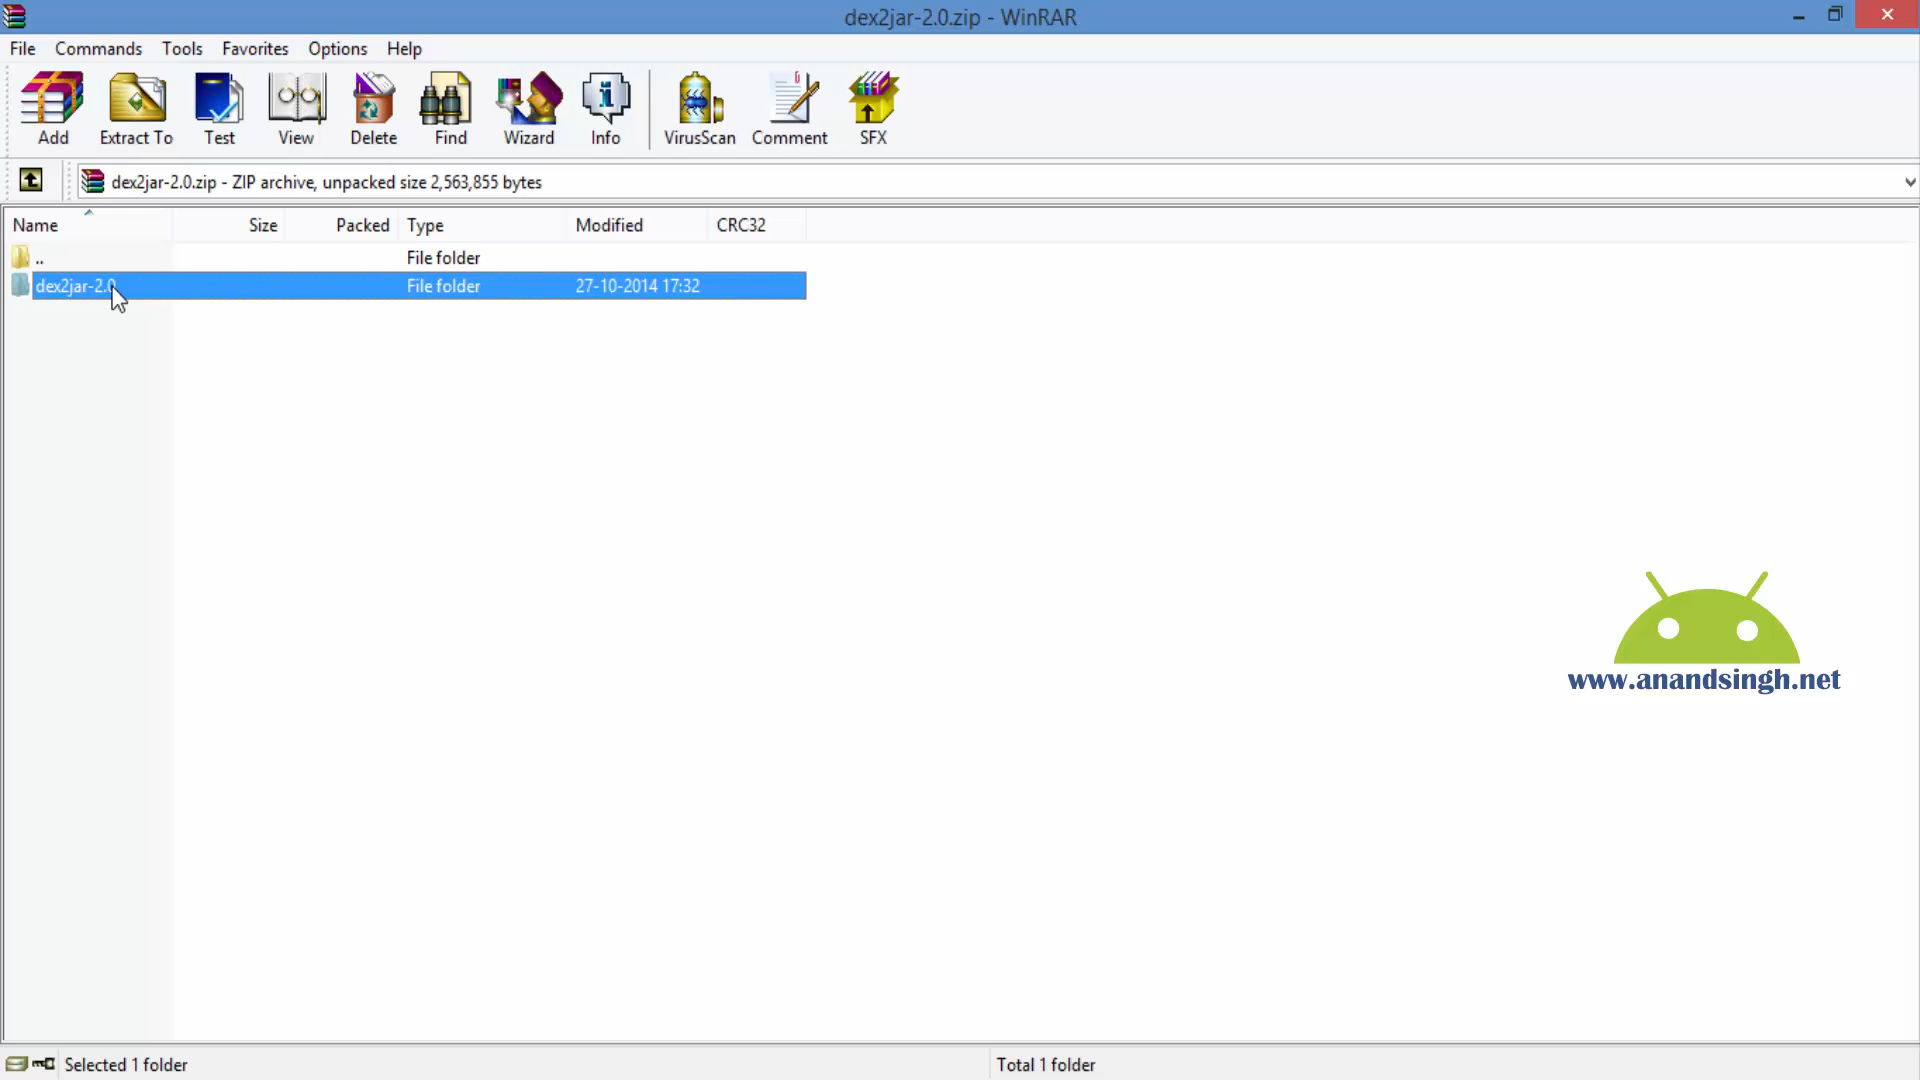 dex2jar-2.0.zip - WinRAR
File Commands Tools Favorites Options Help
Add Extract To Test View Delete Find Wizard Info VirusScan Comment SFX
dex2jar-2.0.zip - ZIP archive, unpacked size 2,563,855 bytes
Name Size Packed Type Modified CRC32
.. File folder
dex2jar-2.0 File folder 27-10-2014 17:32
www.anandsingh.net
Selected 1 folder Total 1 folder